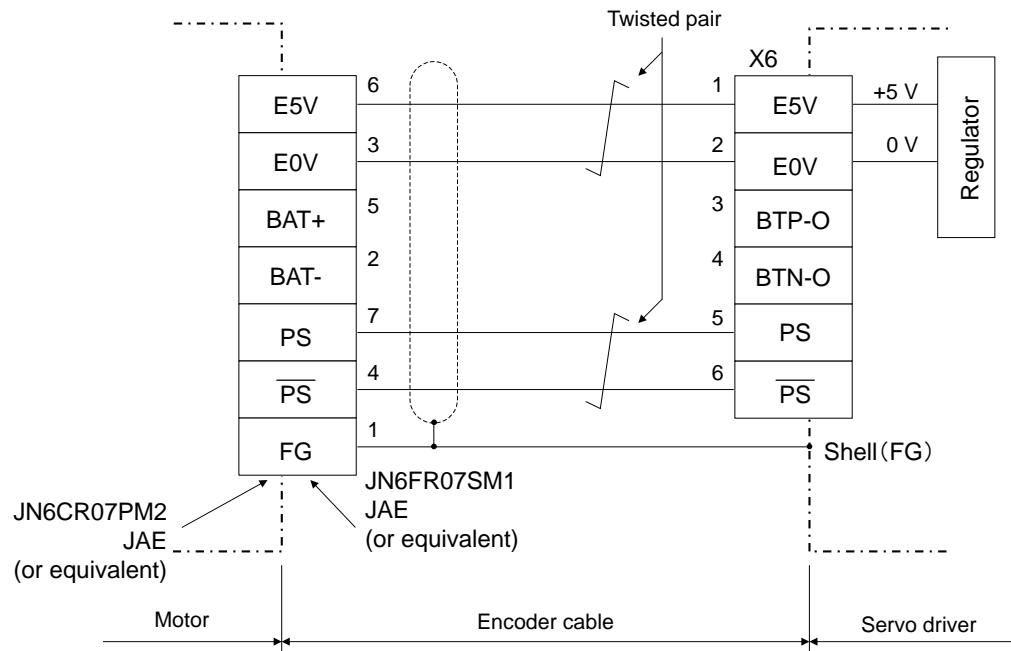 Twisted pair
X6
E5V
6
1
E5V
+5 V
E0V
3
2
E0V
0 V
Regulator
BAT+
5
3
BTP-O
BAT-
2
4
BTN-O
PS
7
5
PS
P̅S̅
4
6
P̅S̅
FG
1
Shell(FG)
JN6CR07PM2
JAE
(or equivalent)
JN6FR07SM1
JAE
(or equivalent)
Motor
Encoder cable
Servo driver